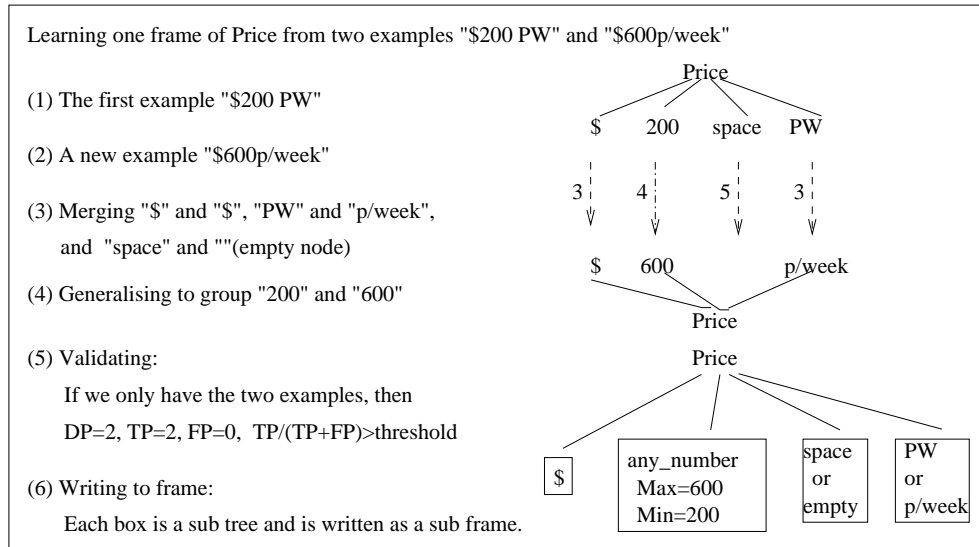 Learning one frame of Price from two examples "$200 PW" and "$600p/week"
(1) The first example "$200 PW"
(2) A new example "$600p/week"
(3) Merging "$" and "$", "PW" and "p/week",
and "space" and ""(empty node)
(4) Generalising to group "200" and "600"
(5) Validating:
If we only have the two examples, then
DP=2, TP=2, FP=0, TP/(TP+FP)>threshold
(6) Writing to frame:
Each box is a sub tree and is written as a sub frame.
Price
$ 200 space PW
3 4 5 3
$ 600 p/week
Price
Price
$
any_number
Max=600
Min=200
space
or
empty
PW
or
p/week